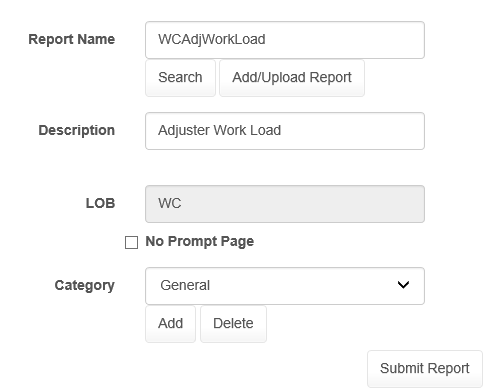 Report Name WCAdjWorkLoad
Search Add/Upload Report
Description Adjuster Work Load
LOB WC
No Prompt Page
Category General
Add Delete
Submit Report